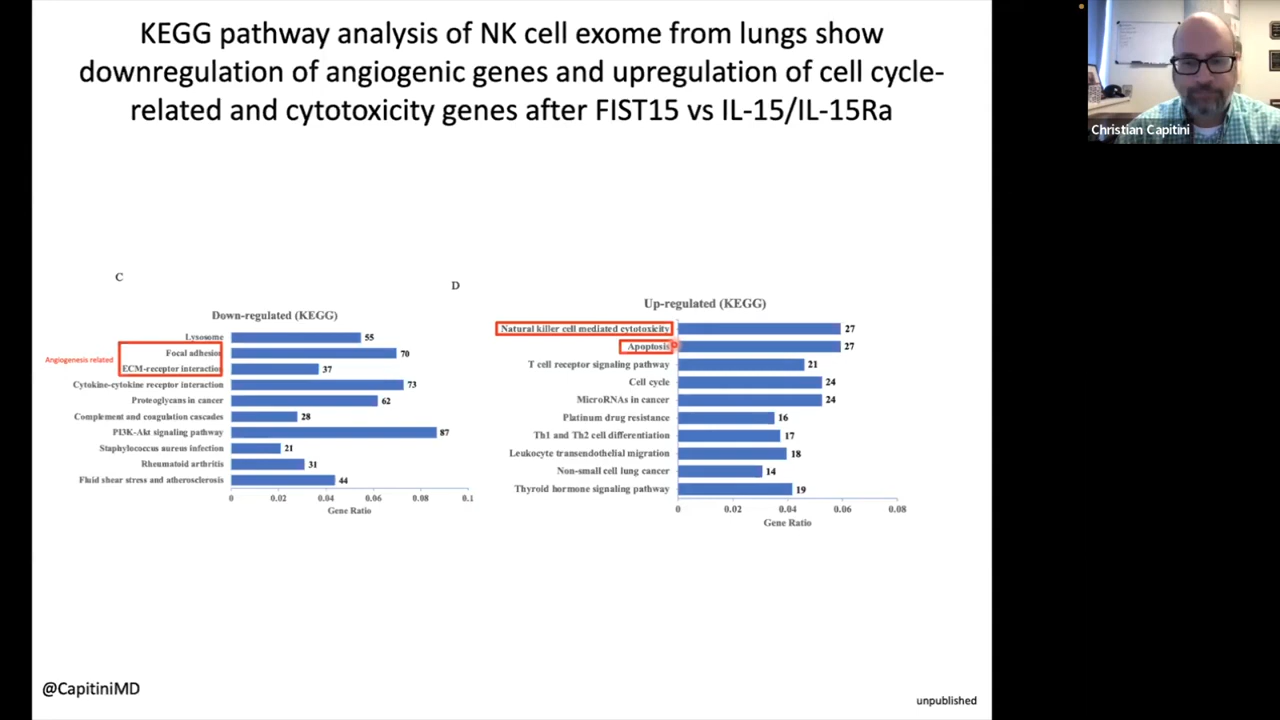 KEGG pathway analysis of NK cell exome from lungs show
downregulation of angiogenic genes and upregulation of cell cycle-
related and cytotoxicity genes after FIST15 vs IL-15/IL-15Ra
Christian Capitini
C
Down-regulated (KEGG)
Angiogenesis related
Lysosome 55
Focal adhesion 70
ECM-receptor interaction 37
Cytokine-cytokine receptor interaction 73
Proteoglycans in cancer 62
Complement and coagulation cascades 28
PI3K-Akt signaling pathway 87
Staphylococcus aureus infection 21
Rheumatoid arthritis 31
Fluid shear stress and atherosclerosis 44
0 0.02 0.04 0.06 0.08 0.1
Gene Ratio
D
Up-regulated (KEGG)
Natural killer cell mediated cytotoxicity 27
Apoptosis 27
T cell receptor signaling pathway 21
Cell cycle 24
MicroRNAs in cancer 24
Platinum drug resistance 16
Th1 and Th2 cell differentiation 17
Leukocyte transendothelial migration 18
Non-small cell lung cancer 14
Thyroid hormone signaling pathway 19
0 0.02 0.04 0.06 0.08
Gene Ratio
@CapitiniMD
unpublished